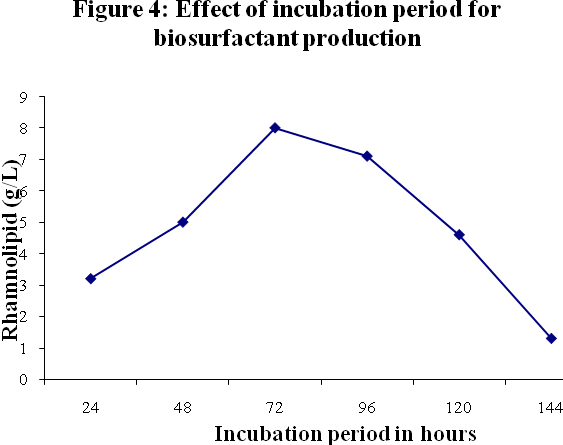 Figure 4: Effect of incubation period for
biosurfactant production
9
8
7
6
5
4
3
2
1
0
Rhamnolipid (g/L)
24 48 72 96 120 144
Incubation period in hours